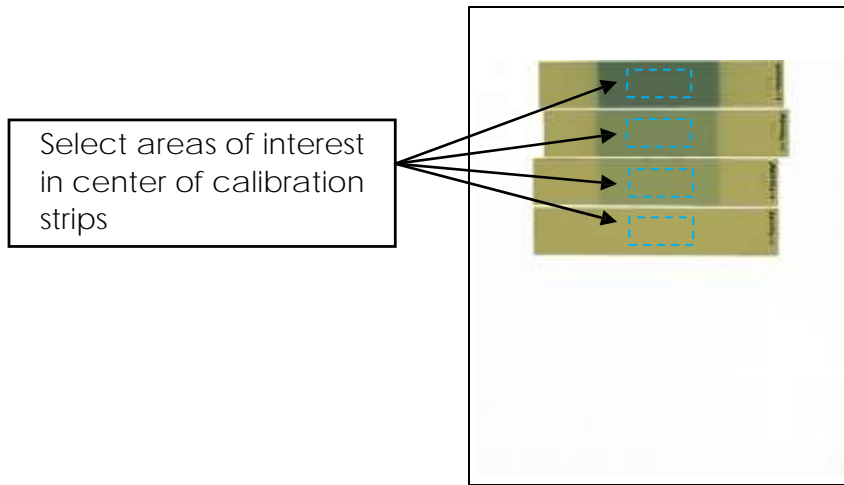 Select areas of interest
in center of calibration
strips